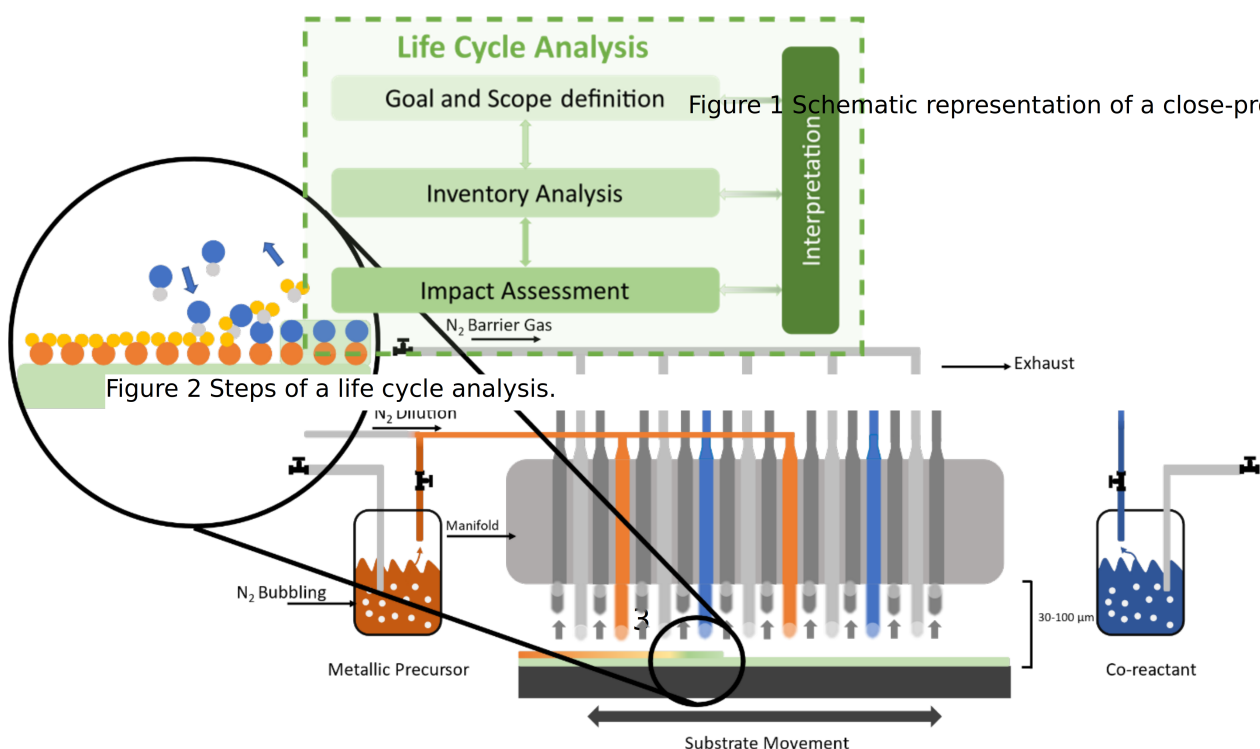 Life Cycle Analysis
Goal and Scope definition
Figure 1 Schematic representation of a close-pr
Inventory Analysis
Interpretation
Impact Assessment
N2 Barrier Gas
Exhaust
Figure 2 Steps of a life cycle analysis.
N2 Dilution
Manifold
N2 Bubbling
3
30-100 µm
Metallic Precursor
Co-reactant
Substrate Movement